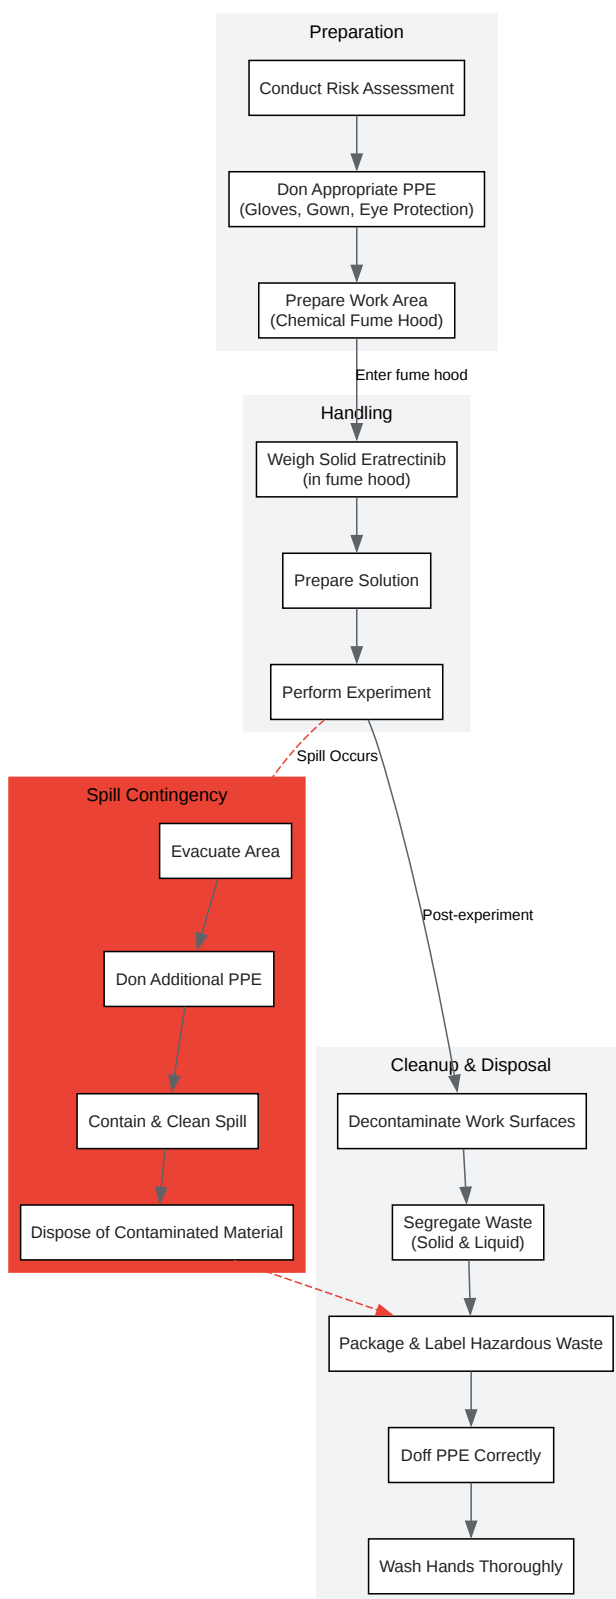 Preparation
Conduct Risk Assessment
Don Appropriate PPE
(Gloves, Gown, Eye Protection)
Prepare Work Area
(Chemical Fume Hood)
Enter fume hood
Handling
Weigh Solid Eratrectinib
(in fume hood)
Prepare Solution
Perform Experiment
Spill Occurs
Spill Contingency
Evacuate Area
Post-experiment
Don Additional PPE
Cleanup & Disposal
Contain & Clean Spill
Decontaminate Work Surfaces
Dispose of Contaminated Material
Segregate Waste
(Solid & Liquid)
Package & Label Hazardous Waste
Doff PPE Correctly
Wash Hands Thoroughly